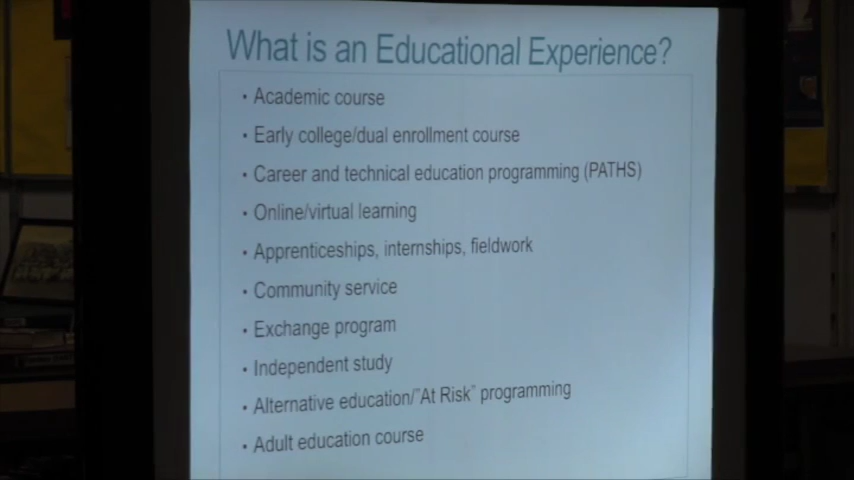 What is an Educational Experience?
• Academic course
• Early college/dual enrollment course
• Career and technical education programming (PATHS)
• Online/virtual learning
• Apprenticeships, internships, fieldwork
• Community service
• Exchange program
• Independent study
• Alternative education/"At Risk" programming
• Adult education course